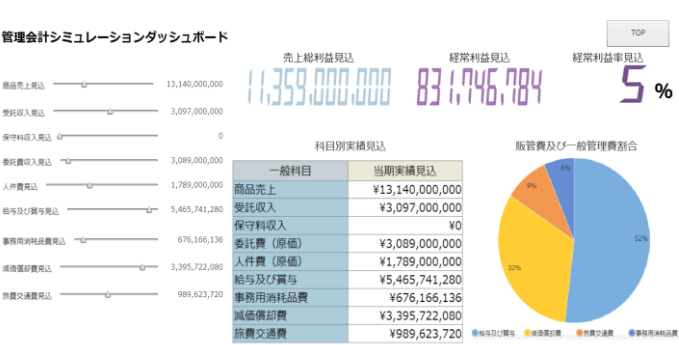 TOP
管理会計シミュレーションダッシュボード
売上総利益見込
経常利益見込
経常利益率見込
11,359,000,000
831,746,784
5 %
商品売上見込 13,140,000,000
受託収入見込 3,097,000,000
保守料収入見込 0
委託費収入見込 3,089,000,000
人件費見込 1,789,000,000
給与及び賞与見込 5,465,741,280
事務用消耗品費見込 676,166,136
減価償却費見込 3,395,722,080
旅費交通費見込 989,623,720
科目別実績見込
一般科目 当期実績見込
商品売上 ¥13,140,000,000
受託収入 ¥3,097,000,000
保守料収入 ¥0
委託費（原価） ¥3,089,000,000
人件費（原価） ¥1,789,000,000
給与及び賞与 ¥5,465,741,280
事務用消耗品費 ¥676,166,136
減価償却費 ¥3,395,722,080
旅費交通費 ¥989,623,720
販管費及び一般管理費割合
6%
9%
32%
52%
給与及び賞与 減価償却費 旅費交通費 事務用消耗品費